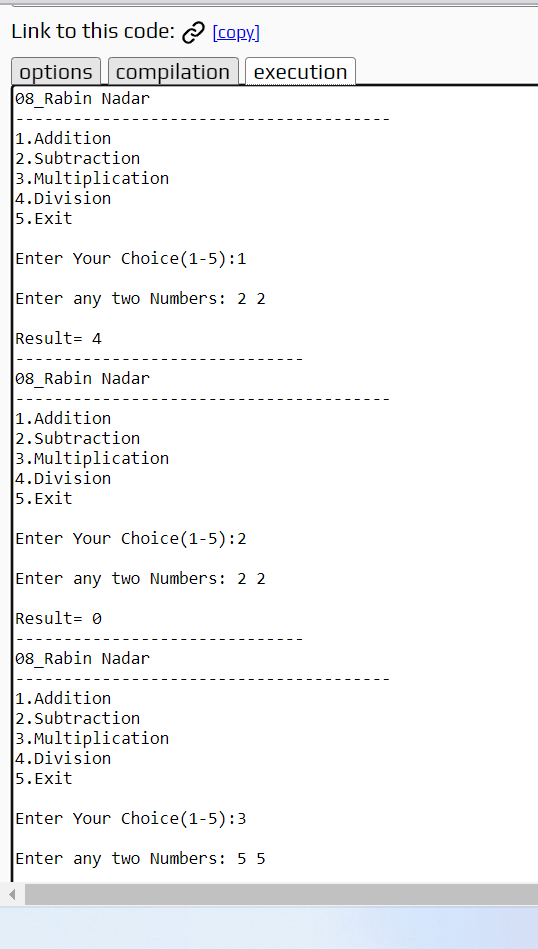 Link to this code: [copy]
options compilation execution
08_Rabin Nadar
---------------------------------------
1.Addition
2.Subtraction
3.Multiplication
4.Division
5.Exit
Enter Your Choice(1-5):1
Enter any two Numbers: 2 2
Result= 4
------------------------------
08_Rabin Nadar
---------------------------------------
1.Addition
2.Subtraction
3.Multiplication
4.Division
5.Exit
Enter Your Choice(1-5):2
Enter any two Numbers: 2 2
Result= 0
------------------------------
08_Rabin Nadar
---------------------------------------
1.Addition
2.Subtraction
3.Multiplication
4.Division
5.Exit
Enter Your Choice(1-5):3
Enter any two Numbers: 5 5